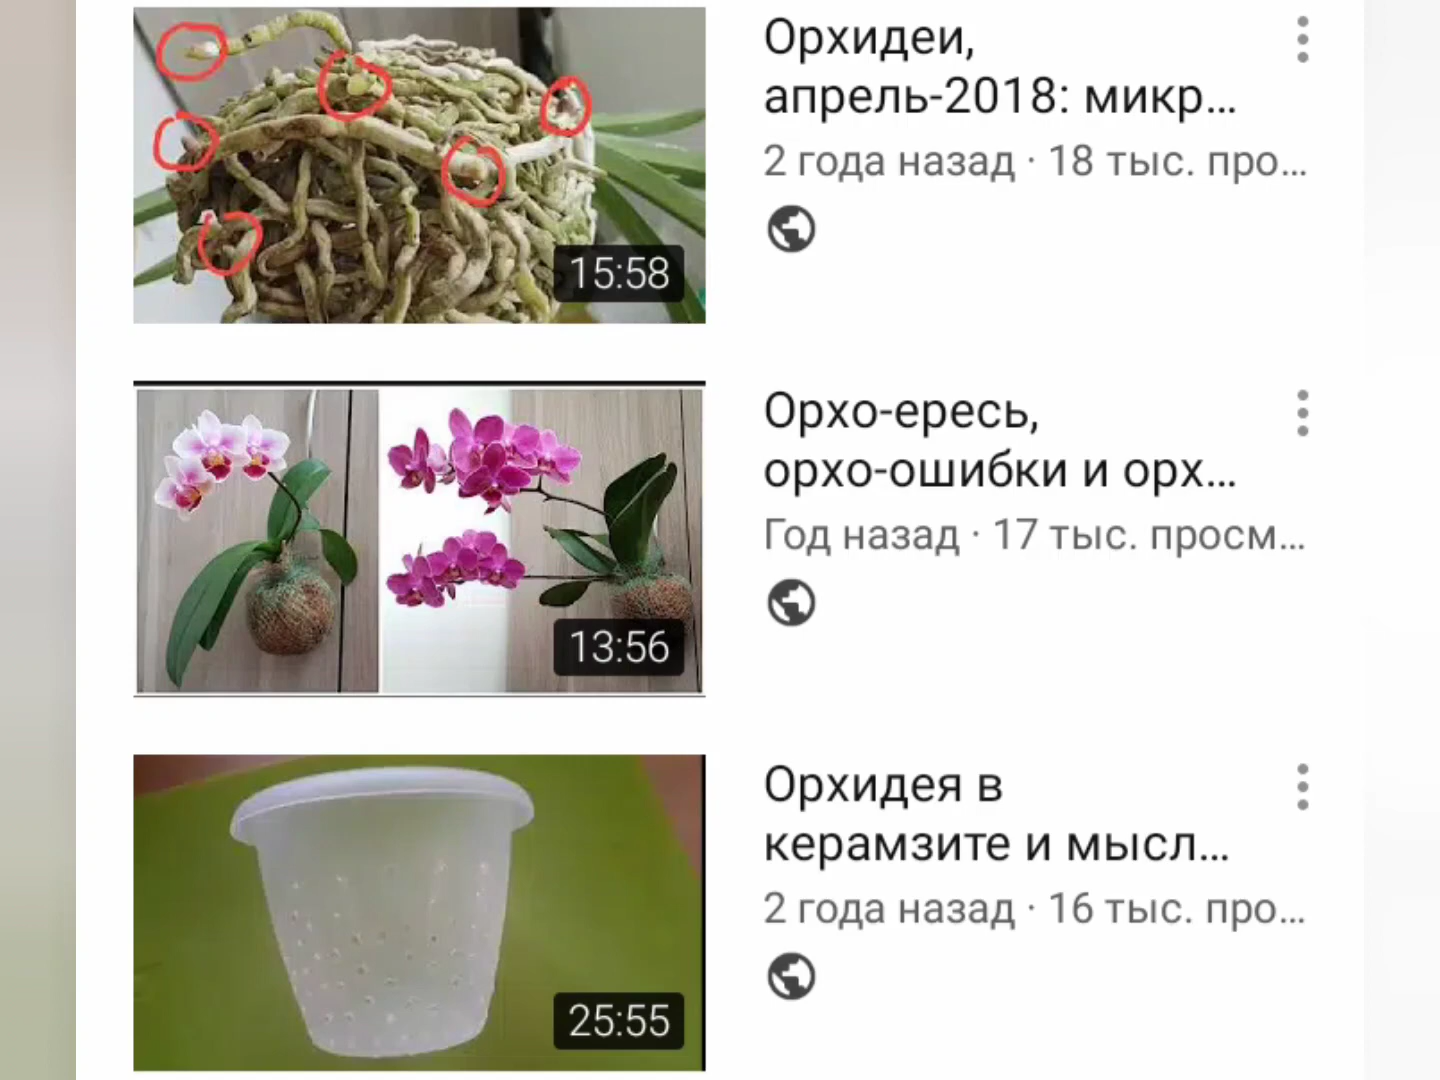 Орхидеи,
апрель-2018: микр...
2 года назад · 18 тыс. про...
15:58
Орхо-ересь,
орхо-ошибки и орх...
Год назад · 17 тыс. просм...
13:56
Орхидея в
керамзите и мысл...
2 года назад · 16 тыс. про...
25:55